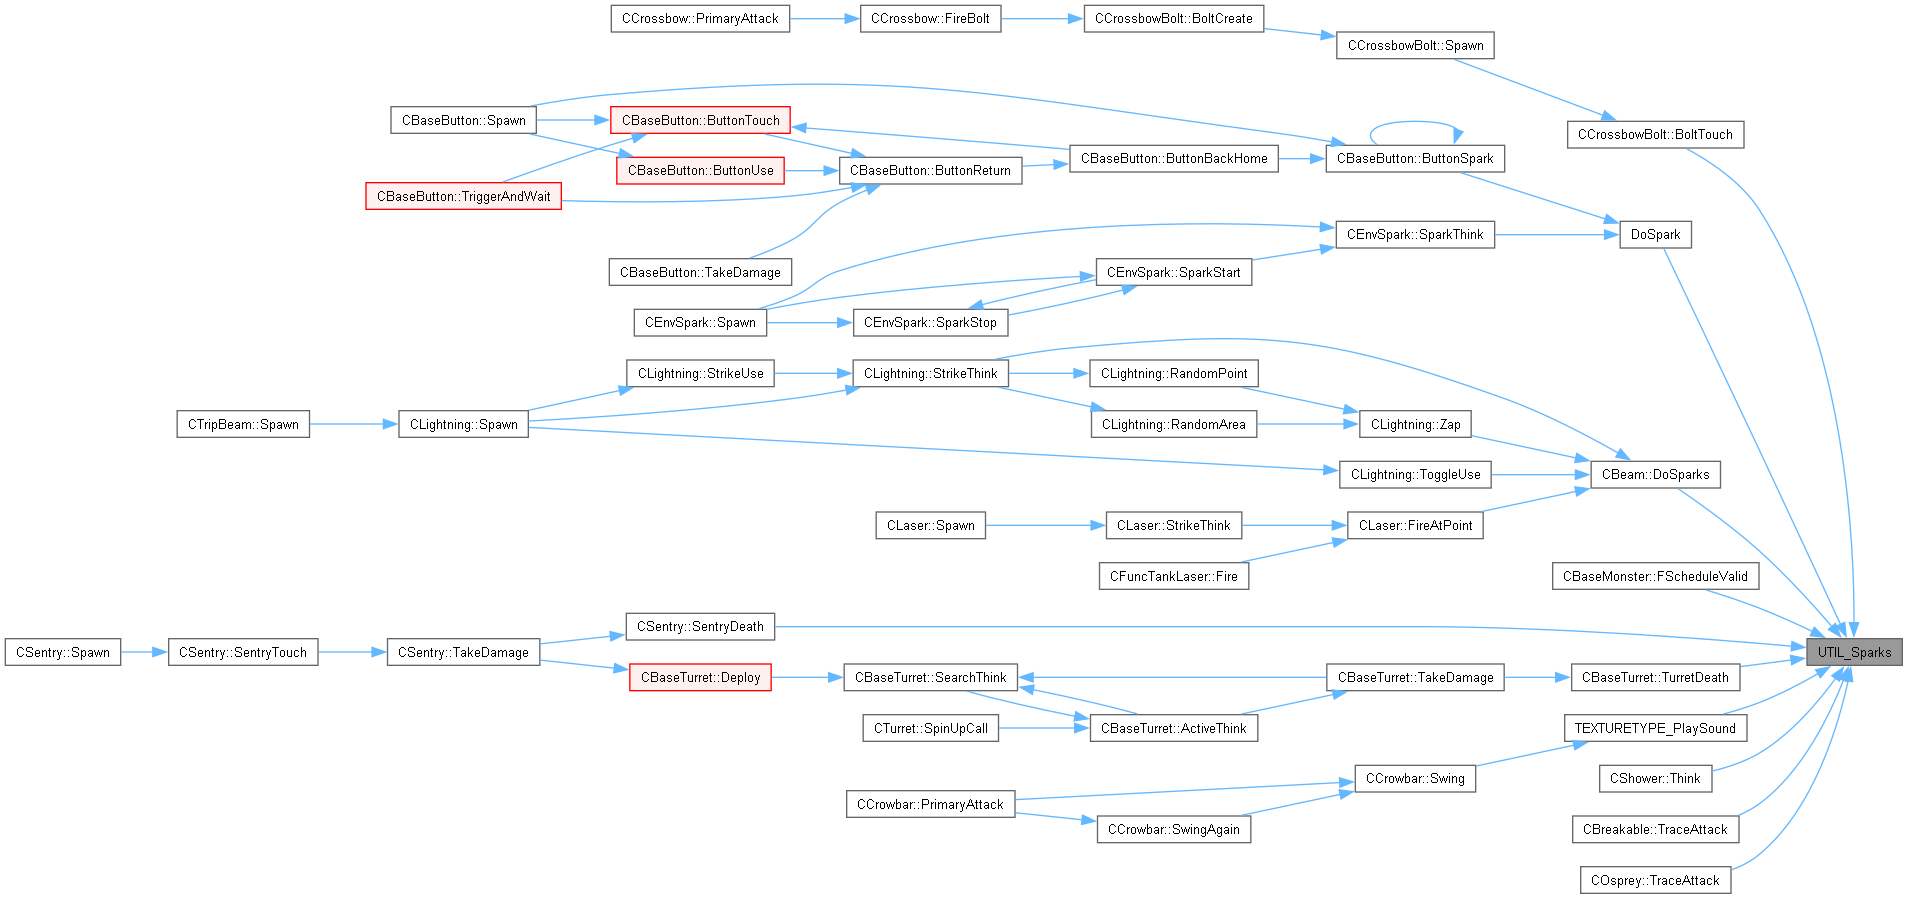 CCrossbow::PrimaryAttack
CCrossbow::FireBolt
CCrossbowBolt::BoltCreate
CCrossbowBolt::Spawn
CBaseButton::Spawn
CBaseButton::ButtonTouch
CCrossbowBolt::BoltTouch
CBaseButton::ButtonBackHome
CBaseButton::ButtonSpark
CBaseButton::ButtonUse
CBaseButton::ButtonReturn
CBaseButton::TriggerAndWait
CEnvSpark::SparkThink
DoSpark
CBaseButton::TakeDamage
CEnvSpark::SparkStart
CEnvSpark::Spawn
CEnvSpark::SparkStop
CLightning::StrikeUse
CLightning::StrikeThink
CLightning::RandomPoint
CTripBeam::Spawn
CLightning::Spawn
CLightning::RandomArea
CLightning::Zap
CLightning::ToggleUse
CBeam::DoSparks
CLaser::Spawn
CLaser::StrikeThink
CLaser::FireAtPoint
CFuncTankLaser::Fire
CBaseMonster::FScheduleValid
CSentry::SentryDeath
CSentry::Spawn
CSentry::SentryTouch
CSentry::TakeDamage
UTIL_Sparks
CBaseTurret::Deploy
CBaseTurret::SearchThink
CBaseTurret::TakeDamage
CBaseTurret::TurretDeath
CTurret::SpinUpCall
CBaseTurret::ActiveThink
TEXTURETYPE_PlaySound
CCrowbar::Swing
CShower::Think
CCrowbar::PrimaryAttack
CCrowbar::SwingAgain
CBreakable::TraceAttack
COsprey::TraceAttack